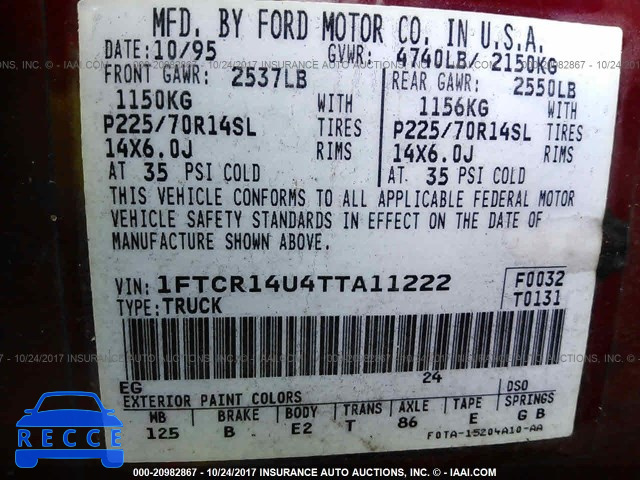 MFD. BY FORD MOTOR CO. IN U.S.A.
DATE: 10/95 GVWR: 4740LB/ 2150KG
FRONT GAWR: 2537LB REAR GAWR: 2550LB
1150KG WITH 1156KG WITH
P225/70R14SL TIRES P225/70R14SL TIRES
14X6.0J RIMS 14X6.0J RIMS
AT 35 PSI COLD AT 35 PSI COLD
THIS VEHICLE CONFORMS TO ALL APPLICABLE FEDERAL MOTOR
VEHICLE SAFETY STANDARDS IN EFFECT ON THE DATE OF
MANUFACTURE SHOWN ABOVE.
VIN: 1FTCR14U4TTA11222 F0032
TYPE: TRUCK T0131
EG 24
EXTERIOR PAINT COLORS DSO
MB BRAKE BODY TRANS AXLE TAPE SPRINGS
125 B E2 T 86 E G B
F0TA-15204A10-AA
RECCE
000-20982867 - 10/24/2017 INSURANCE AUTO AUCTIONS - © - IAAI.COM